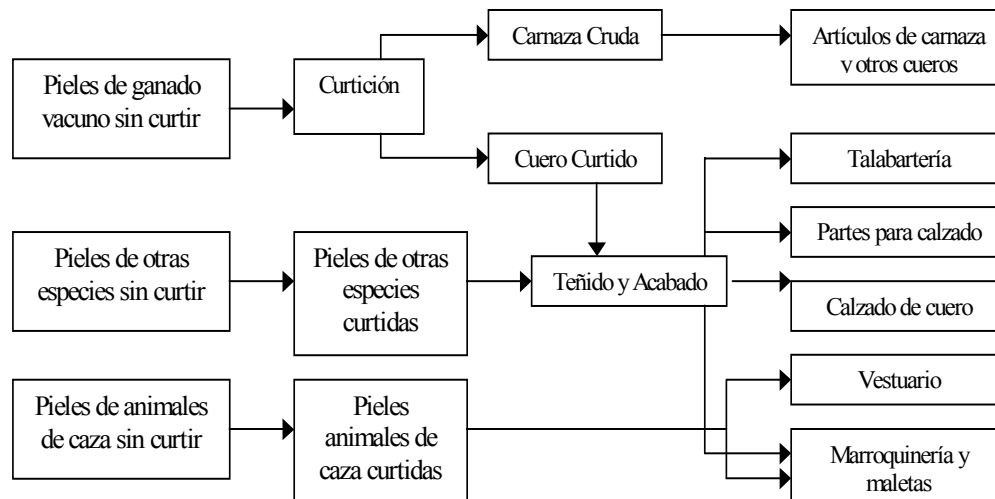 Pieles de ganado
vacuno sin curtir
Curtición
Carnaza Cruda
Artículos de carnaza
y otros cueros
Cuero Curtido
Talabartería
Partes para calzado
Pieles de otras
especies sin curtir
Pieles de otras
especies
curtidas
Teñido y Acabado
Calzado de cuero
Vestuario
Pieles de animales
de caza sin curtir
Pieles
animales de
caza curtidas
Marroquinería y
maletas